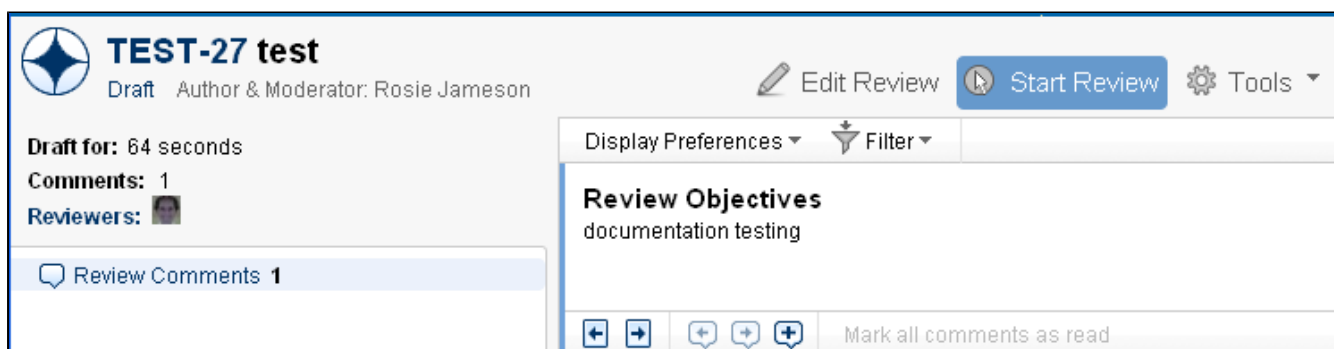 TEST-27 test
Draft Author & Moderator: Rosie Jameson
Edit Review Start Review Tools
Draft for: 64 seconds
Comments: 1
Reviewers:
Review Comments 1
Display Preferences Filter
Review Objectives
documentation testing
Mark all comments as read